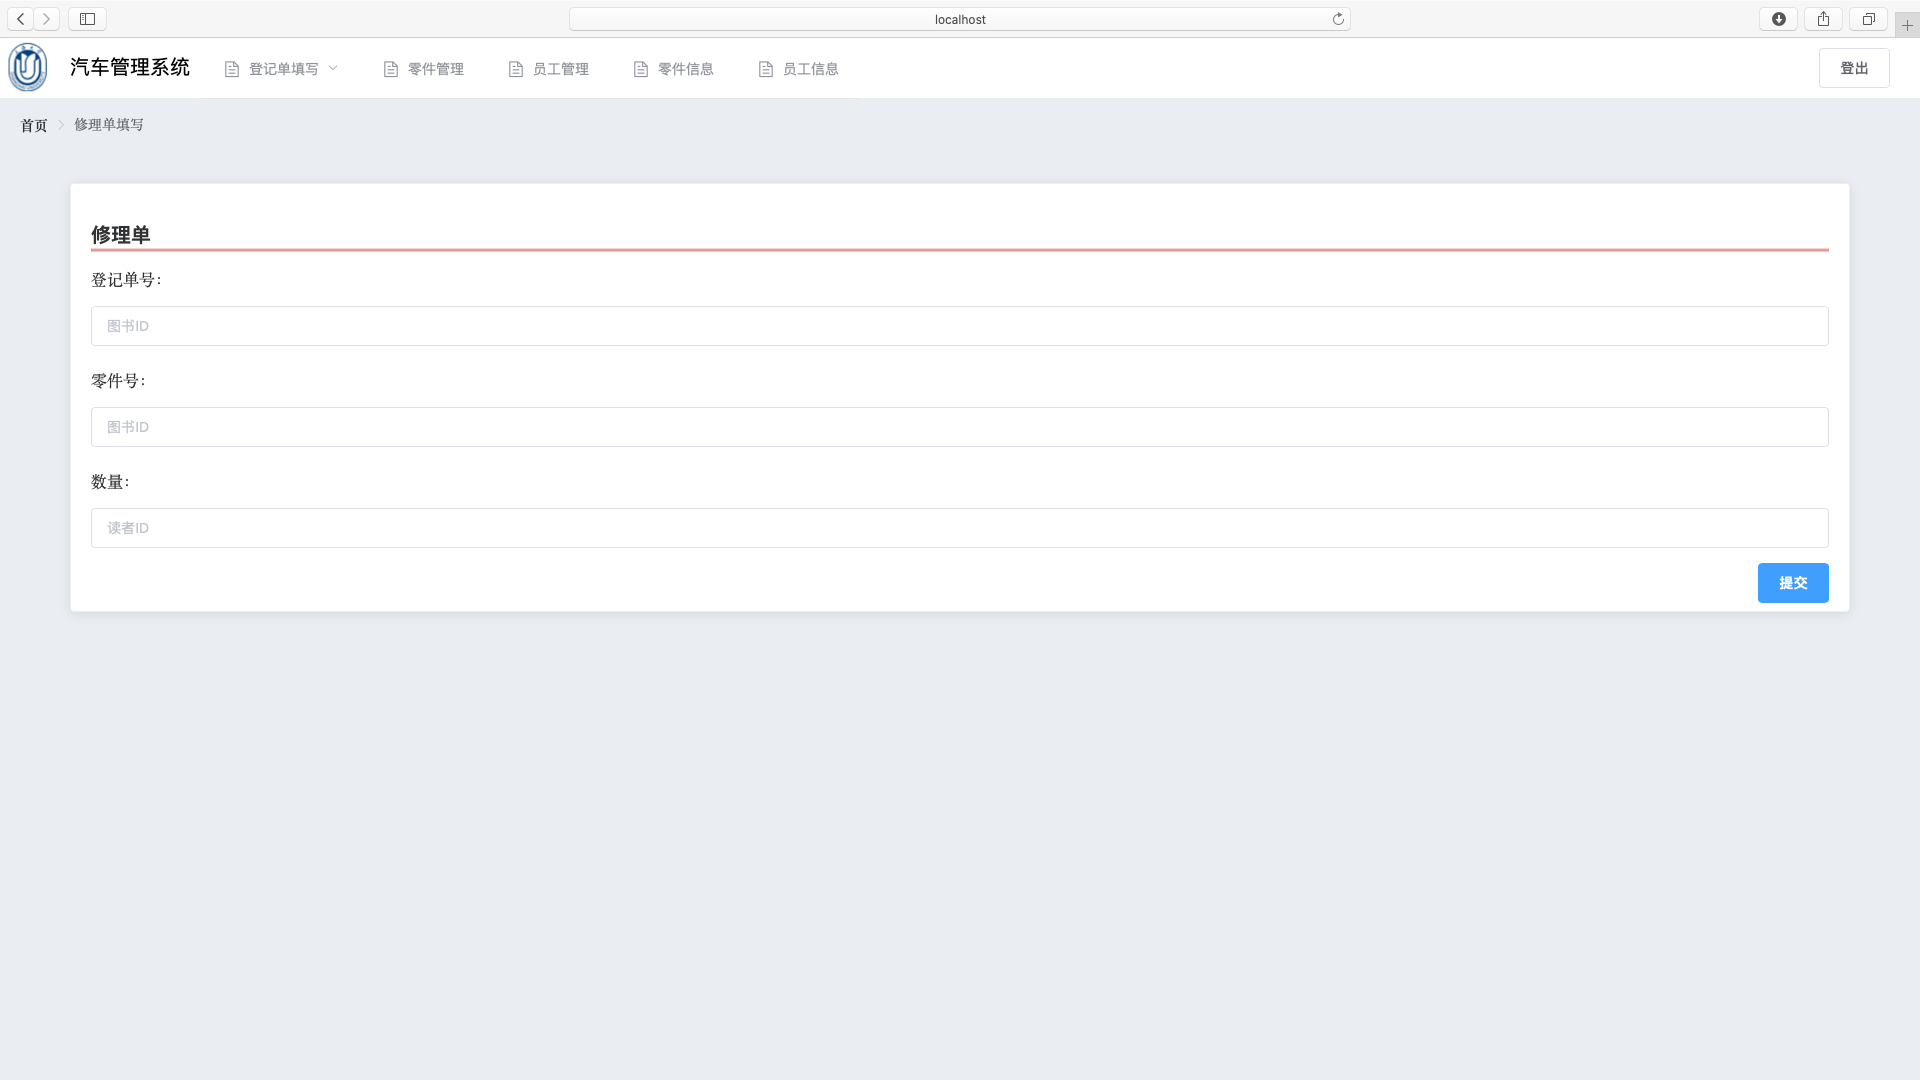 localhost
汽车管理系统 登记单填写 零件管理 员工管理 零件信息 员工信息 登出
首页 修理单填写
修理单
登记单号:
图书ID
零件号:
图书ID
数量:
读者ID
提交